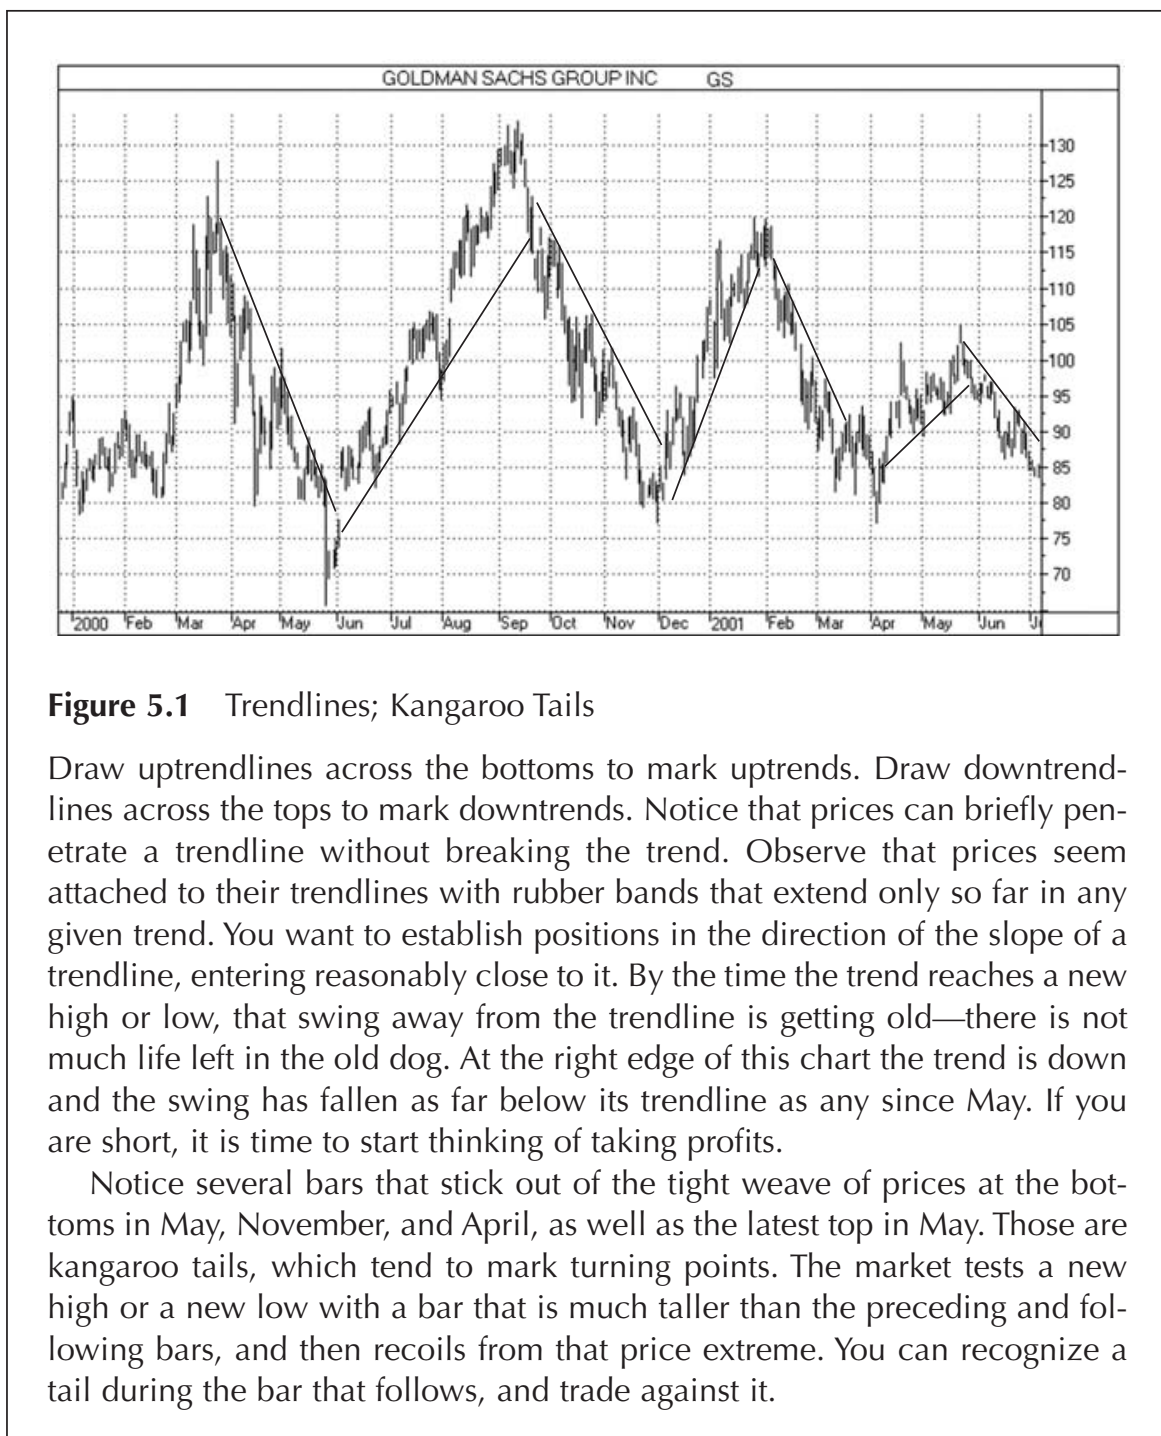 GOLDMAN SACHS GROUP INC GS
130
125
120
115
110
105
100
95
90
85
80
75
70
2000 Feb Mar Apr May Jun Jul Aug Sep Oct Nov Dec 2001 Feb Mar Apr May Jun
Figure 5.1 Trendlines; Kangaroo Tails
Draw uptrendlines across the bottoms to mark uptrends. Draw downtrend-
lines across the tops to mark downtrends. Notice that prices can briefly pen-
etrate a trendline without breaking the trend. Observe that prices seem
attached to their trendlines with rubber bands that extend only so far in any
given trend. You want to establish positions in the direction of the slope of a
trendline, entering reasonably close to it. By the time the trend reaches a new
high or low, that swing away from the trendline is getting old—there is not
much life left in the old dog. At the right edge of this chart the trend is down
and the swing has fallen as far below its trendline as any since May. If you
are short, it is time to start thinking of taking profits.
Notice several bars that stick out of the tight weave of prices at the bot-
toms in May, November, and April, as well as the latest top in May. Those are
kangaroo tails, which tend to mark turning points. The market tests a new
high or a new low with a bar that is much taller than the preceding and fol-
lowing bars, and then recoils from that price extreme. You can recognize a
tail during the bar that follows, and trade against it.